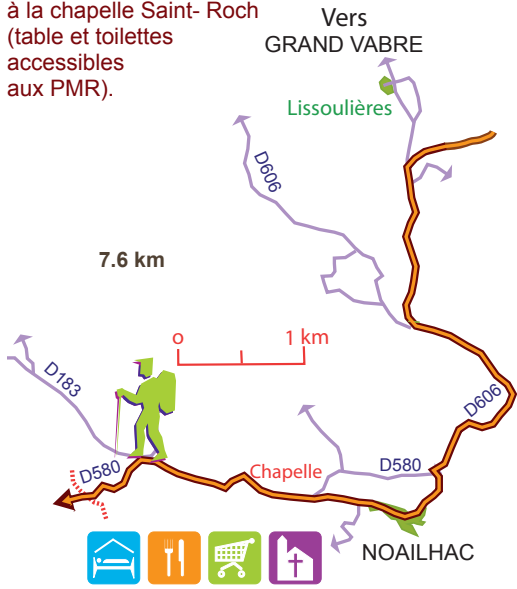 à la chapelle Saint- Roch
(table et toilettes
accessibles
aux PMR).
Vers
GRAND VABRE
Lissoulières
D606
7.6 km
o
1 km
D183
D606
D580
Chapelle
D580
NOAILHAC